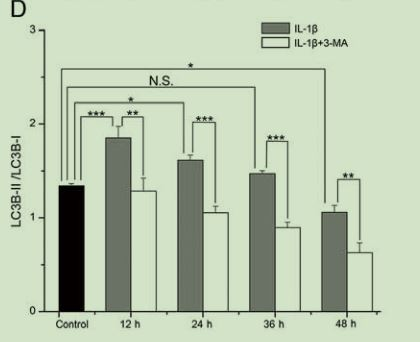 D
IL-1β
IL-1β+3-MA
LC3B-II /LC3B-I
3
2
1
0
*
N.S.
*
*** **
***
***
**
Control 12 h 24 h 36 h 48 h